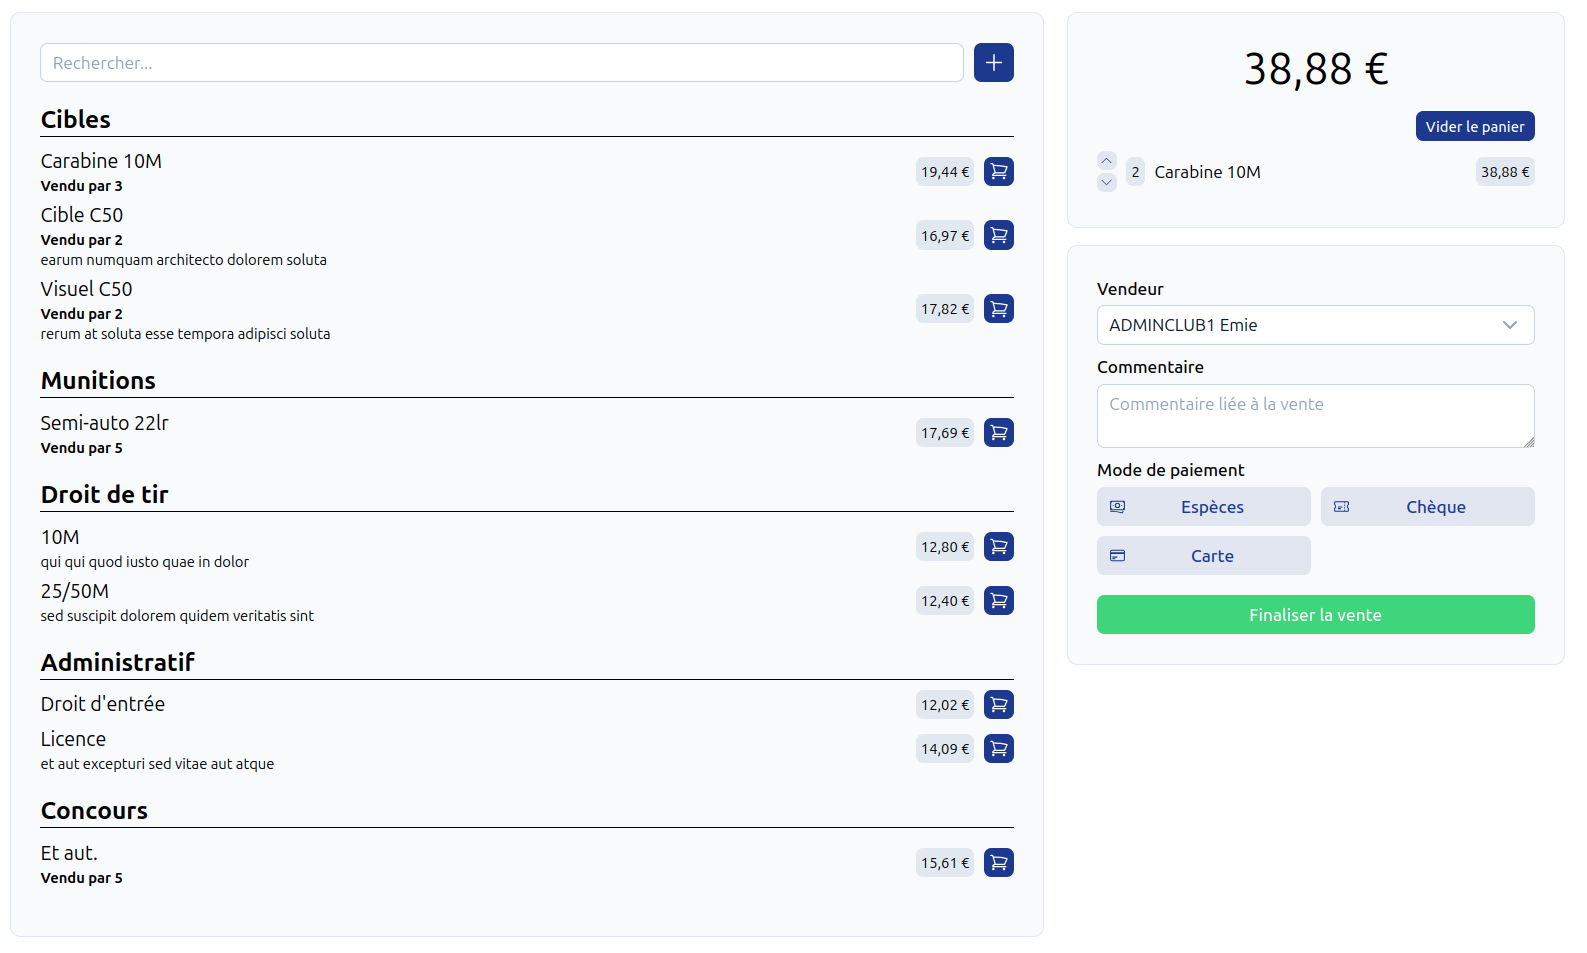 Rechercher...
Cibles
Carabine 10M
Vendu par 3
19,44 €
Cible C50
Vendu par 2
earum numquam architecto dolorem soluta
16,97 €
Visuel C50
Vendu par 2
rerum at soluta esse tempora adipisci soluta
17,82 €
Munitions
Semi-auto 22lr
Vendu par 5
17,69 €
Droit de tir
10M
qui qui quod iusto quae in dolor
12,80 €
25/50M
sed suscipit dolorem quidem veritatis sint
12,40 €
Administratif
Droit d'entrée
12,02 €
Licence
et aut excepturi sed vitae aut atque
14,09 €
Concours
Et aut.
Vendu par 5
15,61 €
38,88 €
Vider le panier
2 Carabine 10M 38,88 €
Vendeur
ADMINCLUB1 Emie
Commentaire
Commentaire liée à la vente
Mode de paiement
Espèces
Chèque
Carte
Finaliser la vente